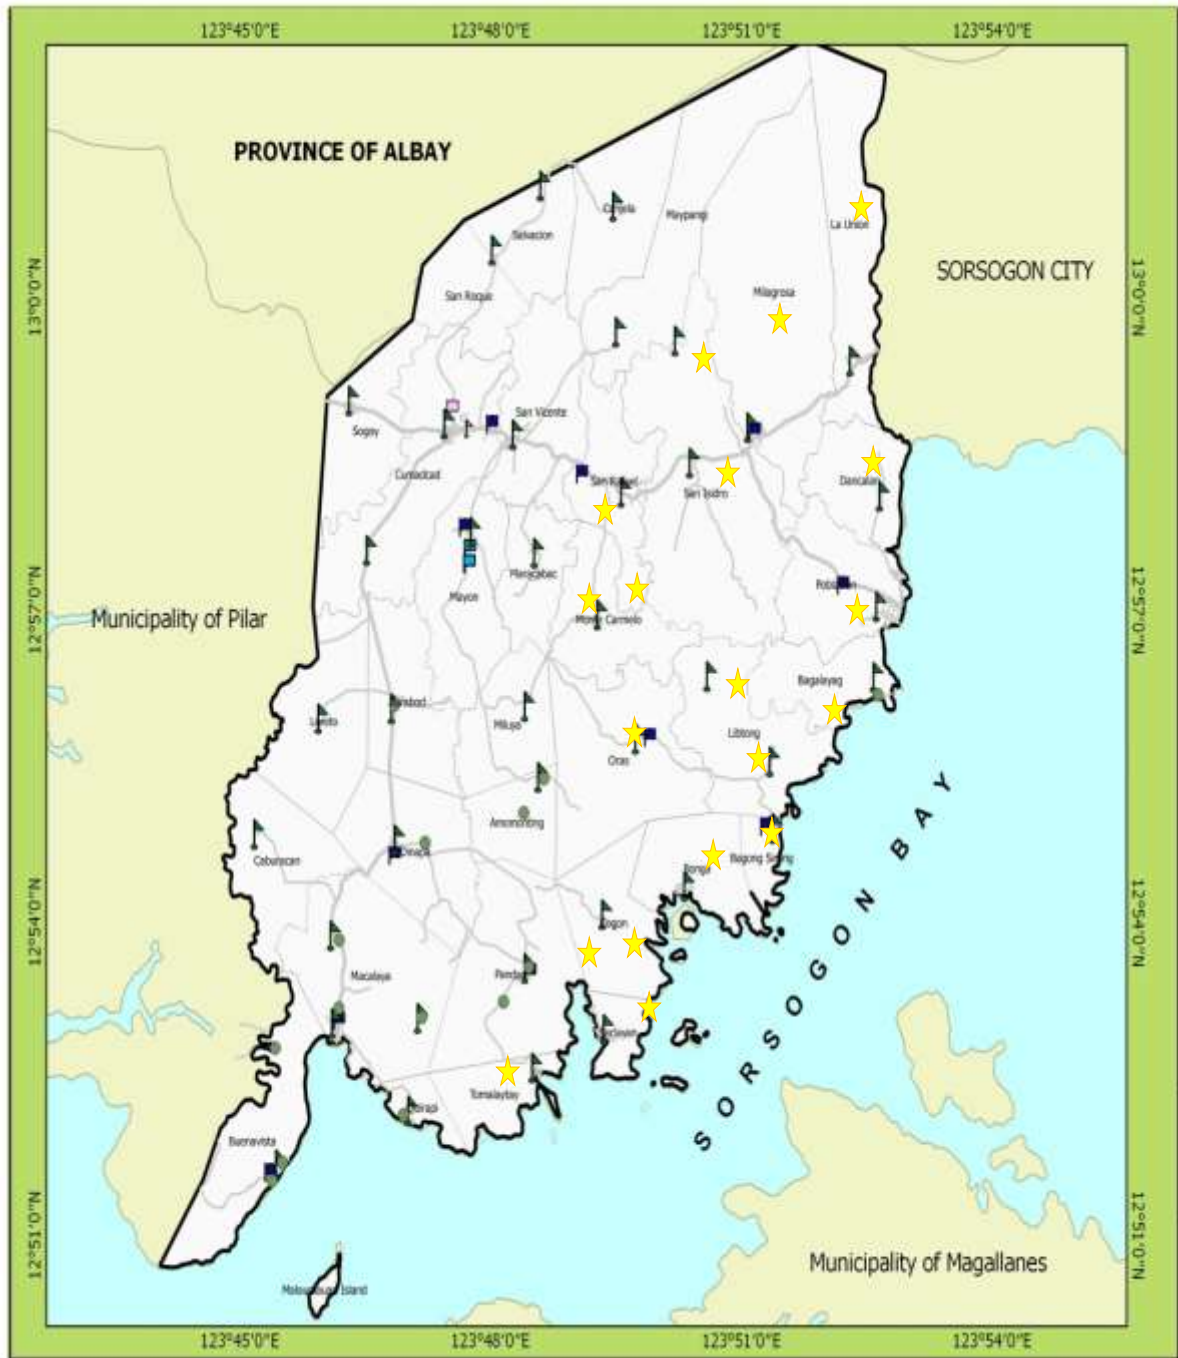 123°45'0"E
123°48'0"E
123°51'0"E
123°54'0"E
PROVINCE OF ALBAY
Maypangi
La Union
Salvacion
SORSOGON CITY
13°0'0"N
13°0'0"N
San Roque
Milagrosa
San Vicente
Sogoy
Cumadcad
San Isidro
Dancalan
12°57'0"N
12°57'0"N
Mayon
Municipality of Pilar
Monte Carmelo
Bagalayag
Miluya
Libtong
Oras
SORSOGON BAY
Amomonting
Caburacan
Bagong Sirang
12°54'0"N
12°54'0"N
Macalaya
Tomalaytay
Buenavista
12°51'0"N
12°51'0"N
Municipality of Magallanes
123°45'0"E
123°48'0"E
123°51'0"E
123°54'0"E